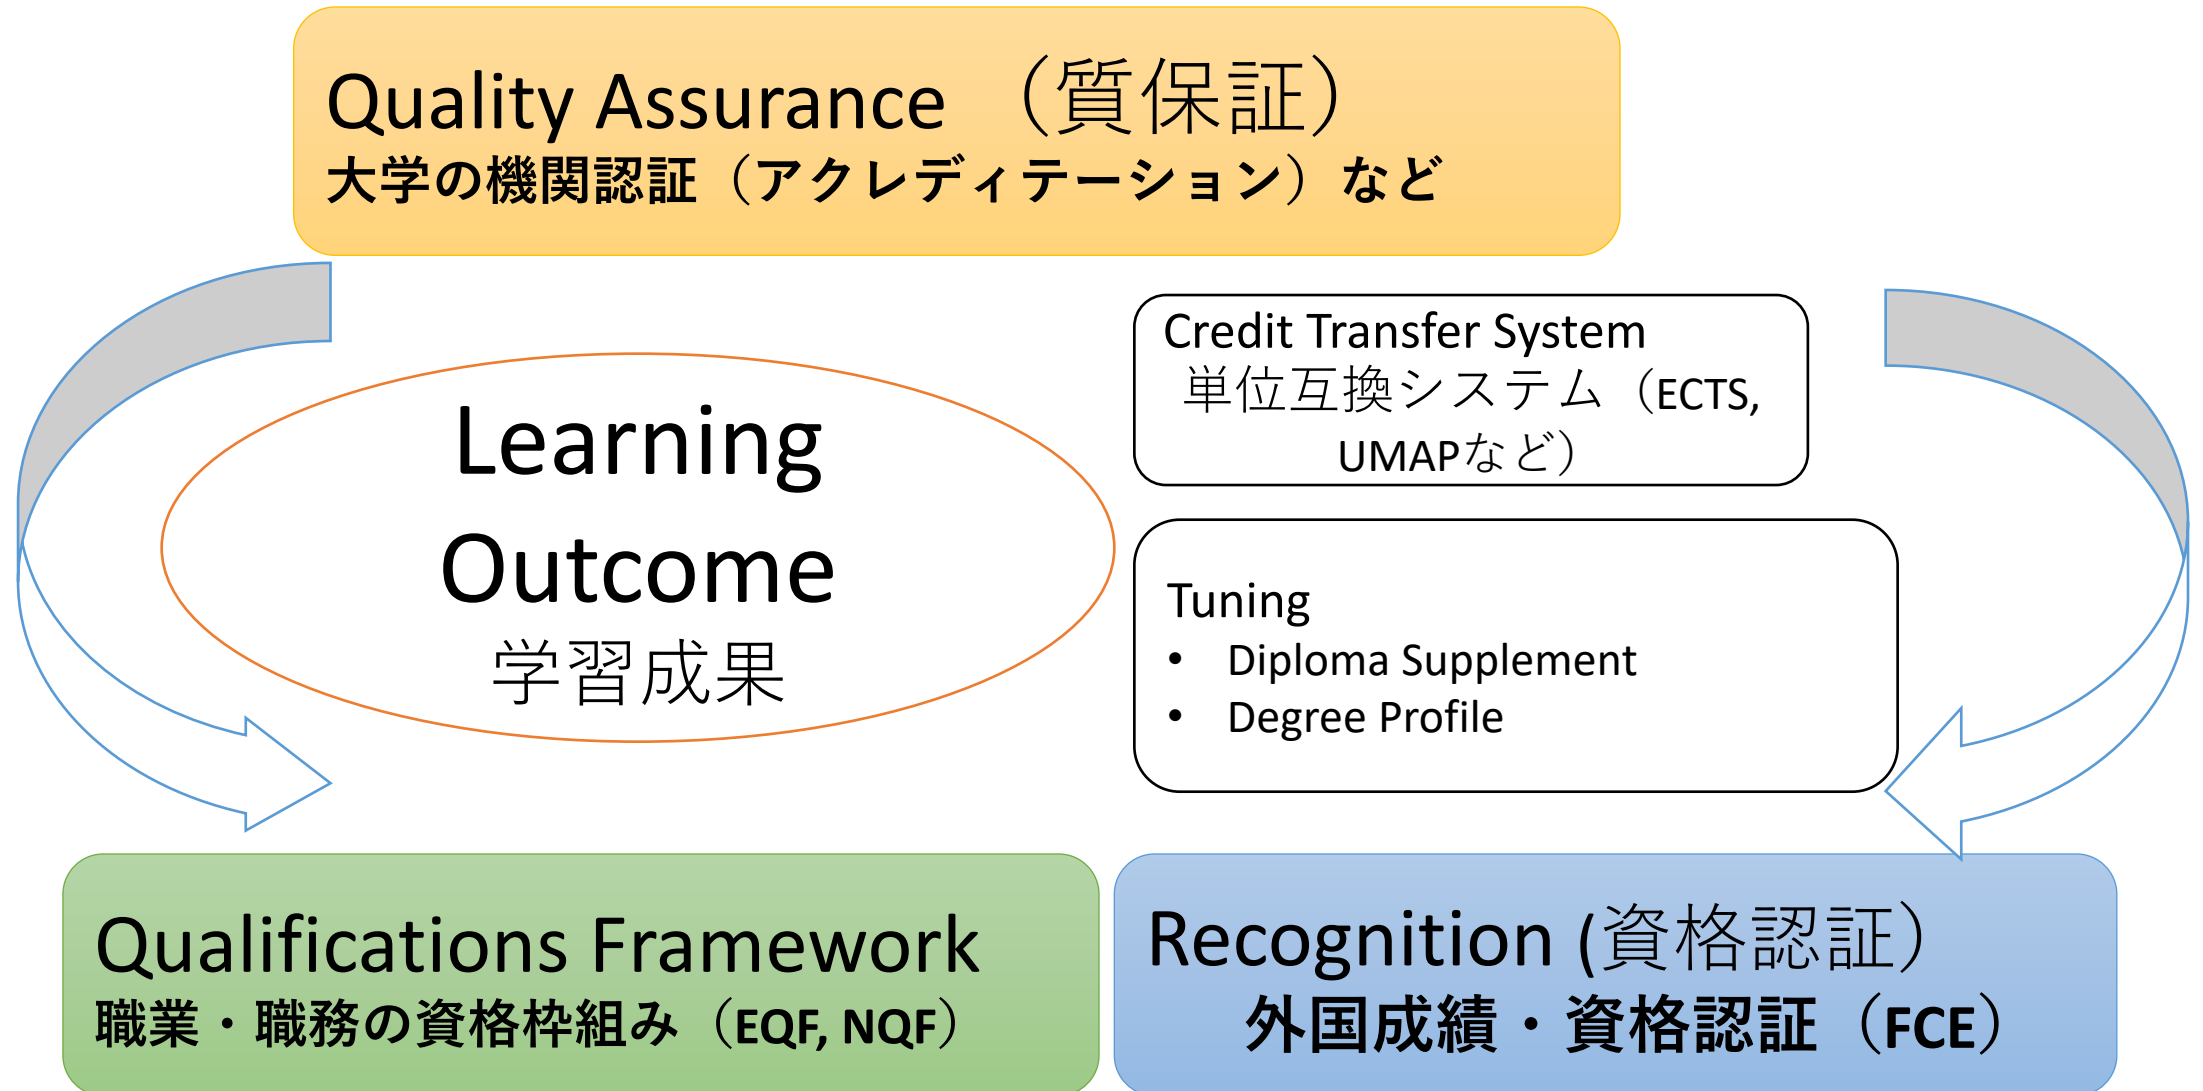 Quality Assurance （質保証）
大学の機関認証（アクレディテーション）など
Learning
Outcome
学習成果
Credit Transfer System
単位互換システム（ECTS,
UMAPなど）
Tuning
• Diploma Supplement
• Degree Profile
Qualifications Framework
職業・職務の資格枠組み（EQF, NQF）
Recognition (資格認証）
外国成績・資格認証（FCE）